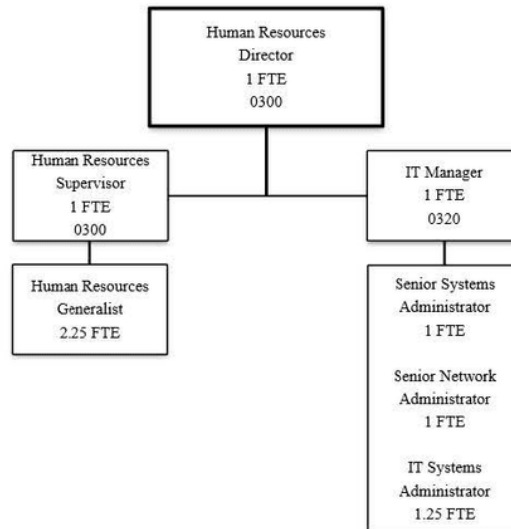 Human Resources
Director
1 FTE
0300
Human Resources
Supervisor
1 FTE
0300
IT Manager
1 FTE
0320
Human Resources
Generalist
2.25 FTE
Senior Systems
Administrator
1 FTE
Senior Network
Administrator
1 FTE
IT Systems
Administrator
1.25 FTE